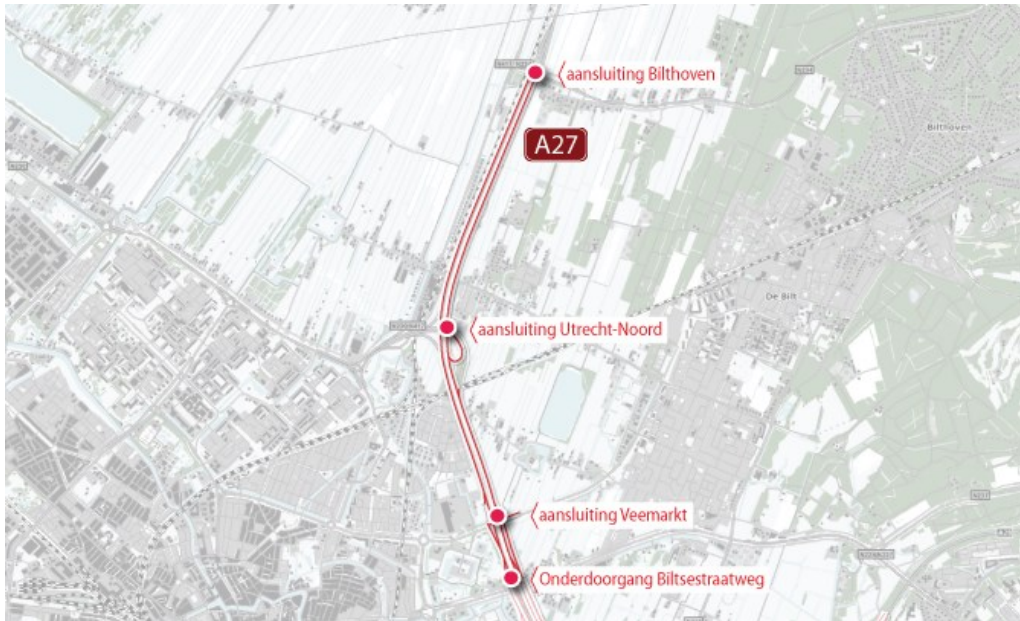 aansluiting Bilthoven
A27
Bilthoven
De Bilt
aansluiting Utrecht-Noord
aansluiting Veemarkt
Onderdoorgang Biltsestraatweg